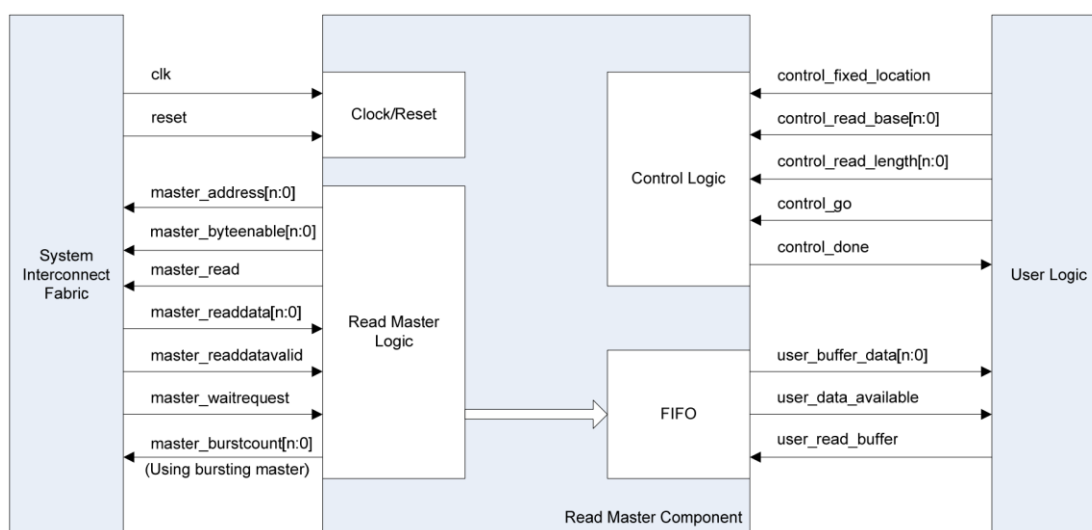 clk
reset
Clock/Reset
master_address[n:0]
master_byteenable[n:0]
master_read
master_readdata[n:0]
master_readdatavalid
master_waitrequest
master_burstcount[n:0]
(Using bursting master)
System
Interconnect
Fabric
Read Master
Logic
Control Logic
FIFO
Read Master Component
control_fixed_location
control_read_base[n:0]
control_read_length[n:0]
control_go
control_done
user_buffer_data[n:0]
user_data_available
user_read_buffer
User Logic